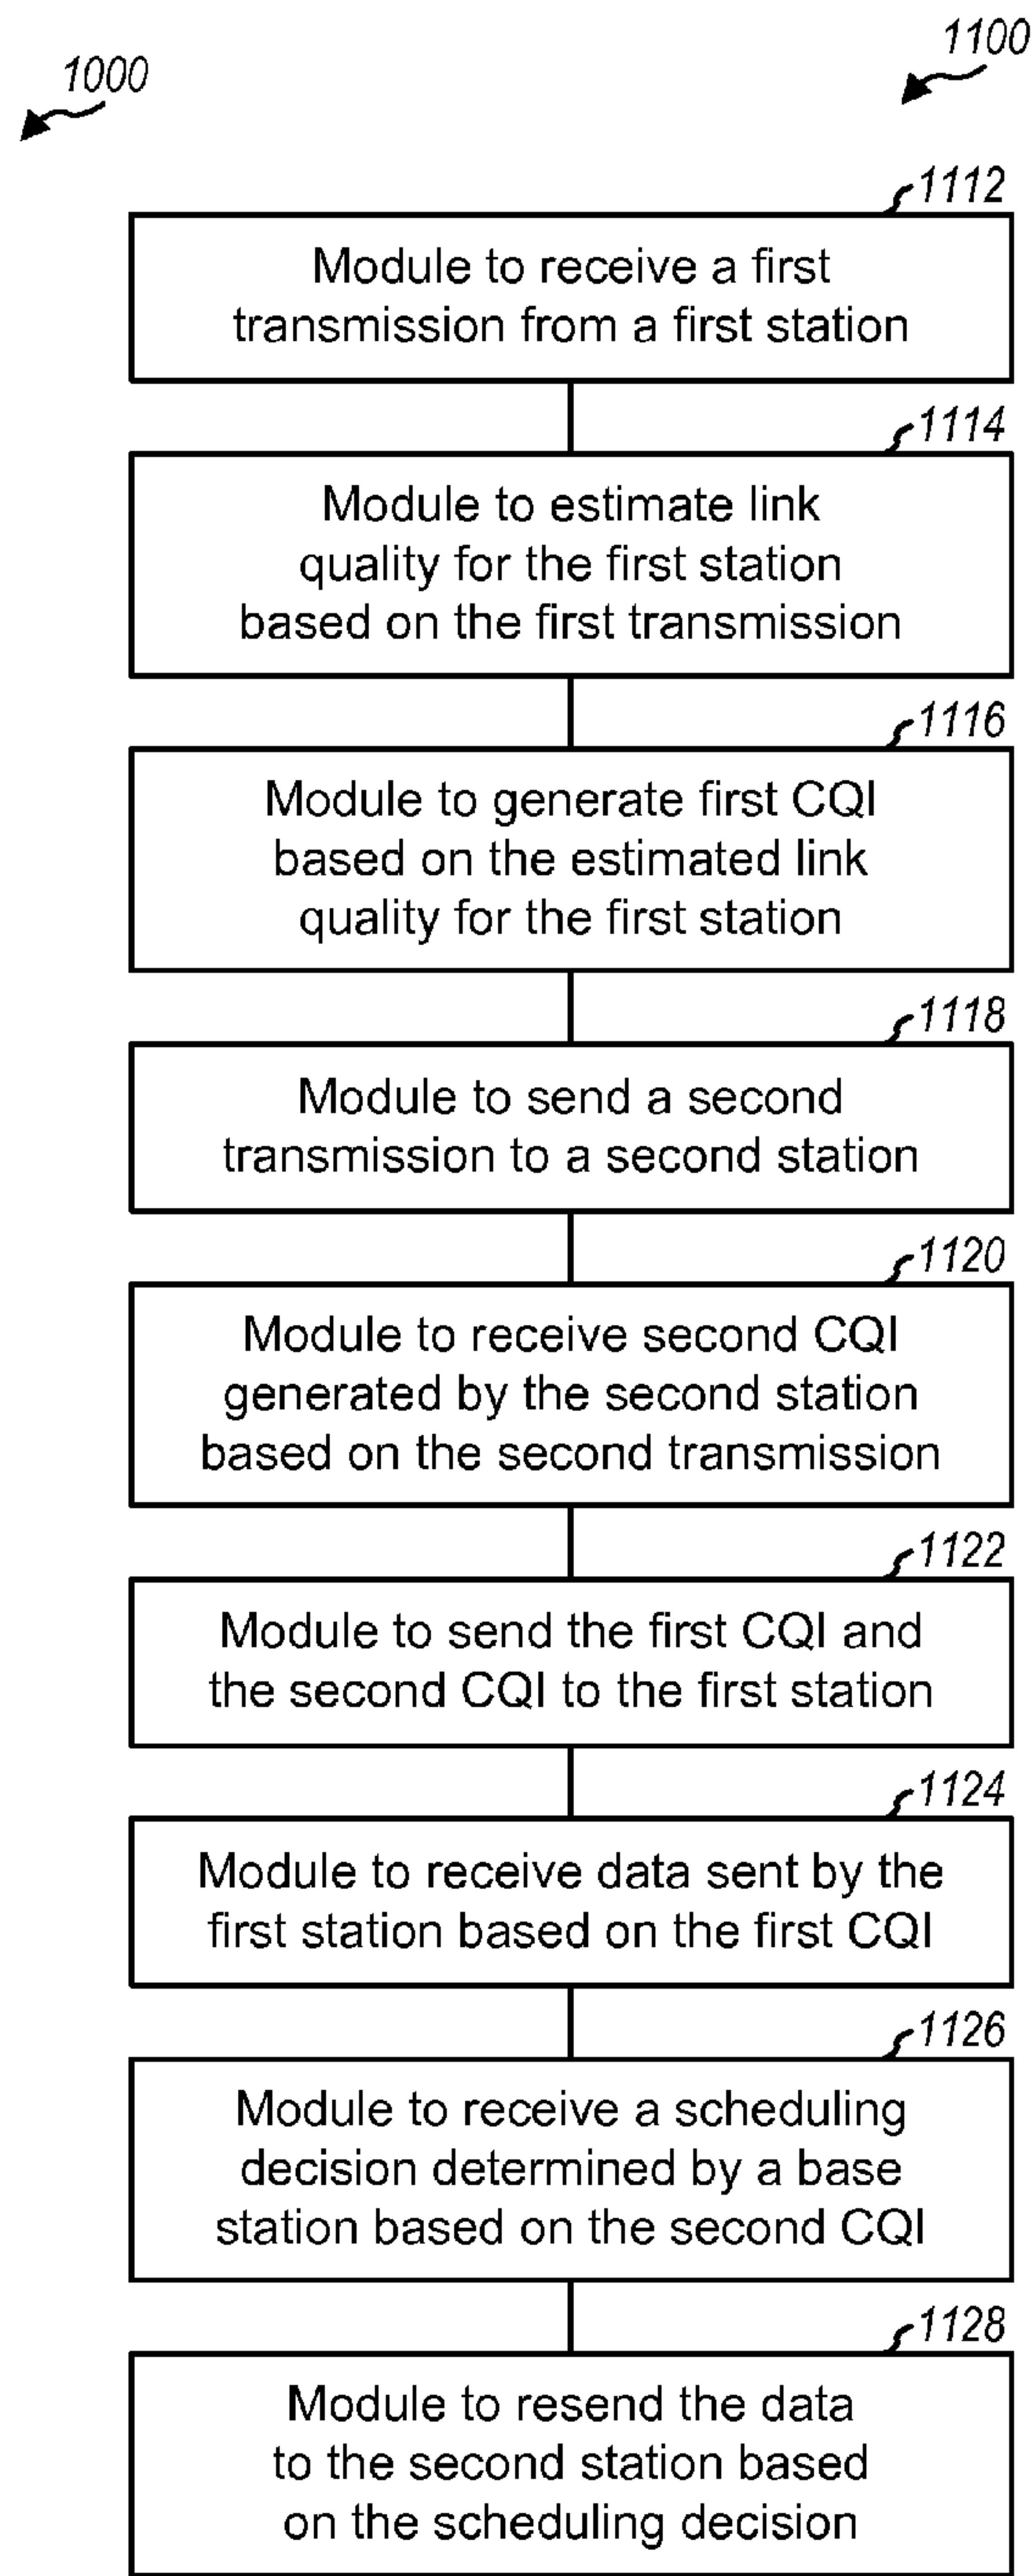 1000
1100
1112
Module to receive a first
transmission from a first station
1114
Module to estimate link
quality for the first station
based on the first transmission
1116
Module to generate first CQI
based on the estimated link
quality for the first station
1118
Module to send a second
transmission to a second station
1120
Module to receive second CQI
generated by the second station
based on the second transmission
1122
Module to send the first CQI and
the second CQI to the first station
1124
Module to receive data sent by the
first station based on the first CQI
1126
Module to receive a scheduling
decision determined by a base
station based on the second CQI
1128
Module to resend the data
to the second station based
on the scheduling decision